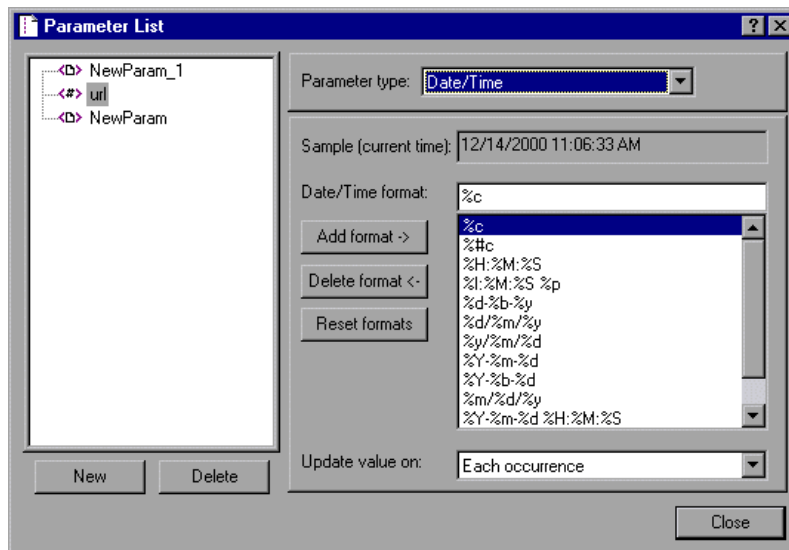 Parameter List
NewParam_1
url
NewParam
New
Delete
Parameter type: Date/Time
Sample (current time): 12/14/2000 11:06:33 AM
Date/Time format: %c
Add format ->
Delete format <-
Reset formats
%c
%#c
%H:%M:%S
%I:%M:%S %p
%d-%b-%y
%d/%m/%y
%y/%m/%d
%Y-%m-%d
%Y-%b-%d
%m/%d/%y
%Y-%m-%d %H:%M:%S
Update value on: Each occurrence
Close